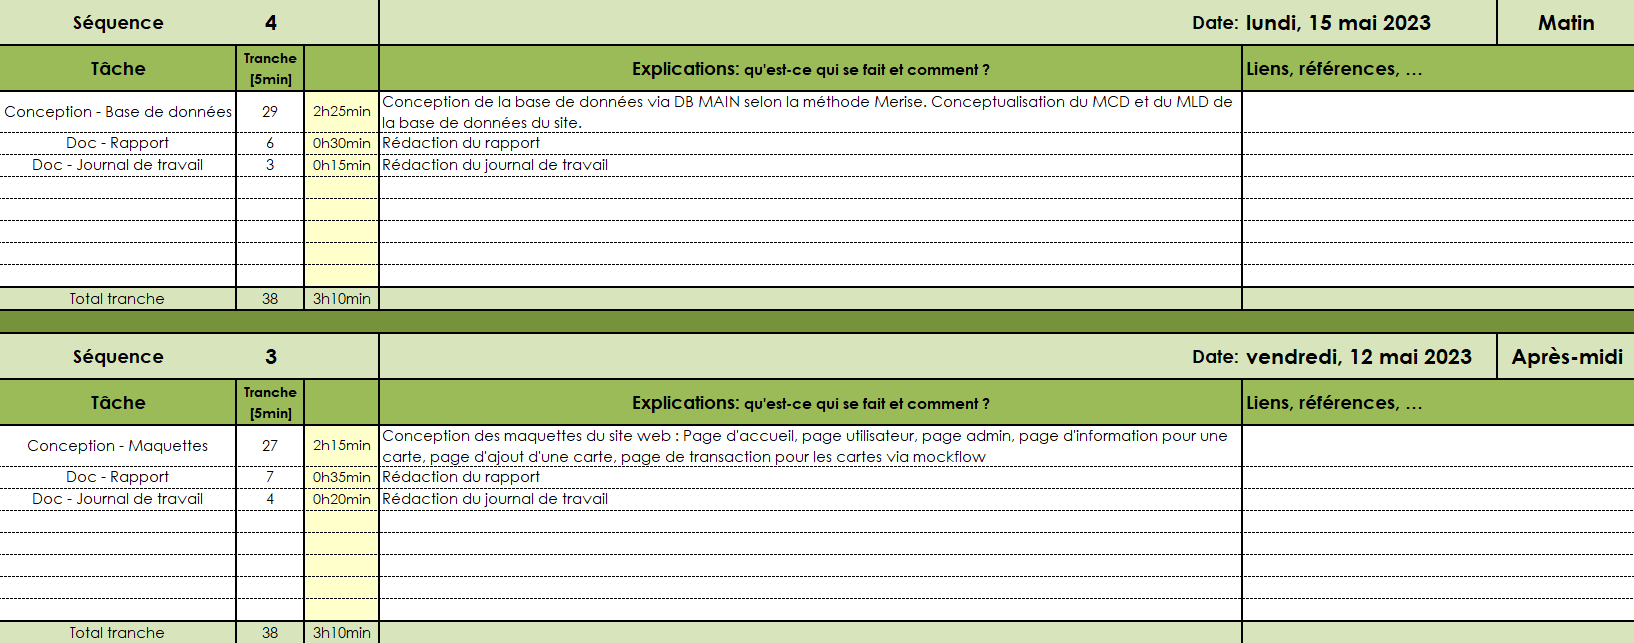 Séquence 4 Date: lundi, 15 mai 2023 Matin
Tâche Tranche [5min] Explications: qu'est-ce qui se fait et comment ? Liens, références, ...
Conception - Base de données 29 2h25min Conception de la base de données via DB MAIN selon la méthode Merise. Conceptualisation du MCD et du MLD de
la base de données du site.
Doc - Rapport 6 0h30min Rédaction du rapport
Doc - Journal de travail 3 0h15min Rédaction du journal de travail
Total tranche 38 3h10min
Séquence 3 Date: vendredi, 12 mai 2023 Après-midi
Tâche Tranche [5min] Explications: qu'est-ce qui se fait et comment ? Liens, références, ...
Conception - Maquettes 27 2h15min Conception des maquettes du site web : Page d'accueil, page utilisateur, page admin, page d'information pour une
carte, page d'ajout d'une carte, page de transaction pour les cartes via mockflow
Doc - Rapport 7 0h35min Rédaction du rapport
Doc - Journal de travail 4 0h20min Rédaction du journal de travail
Total tranche 38 3h10min